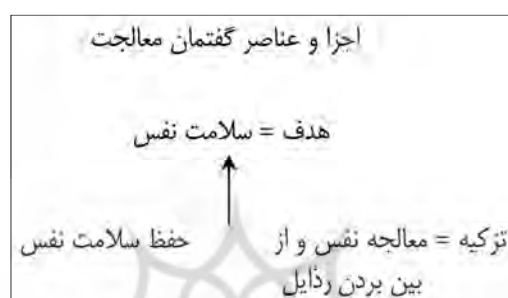 اجزا و عناصر گفتمان معالجت
هدف = سلامت نفس
تزکیه = معالجه نفس و از
بین بردن رذایل
حفظ سلامت نفس